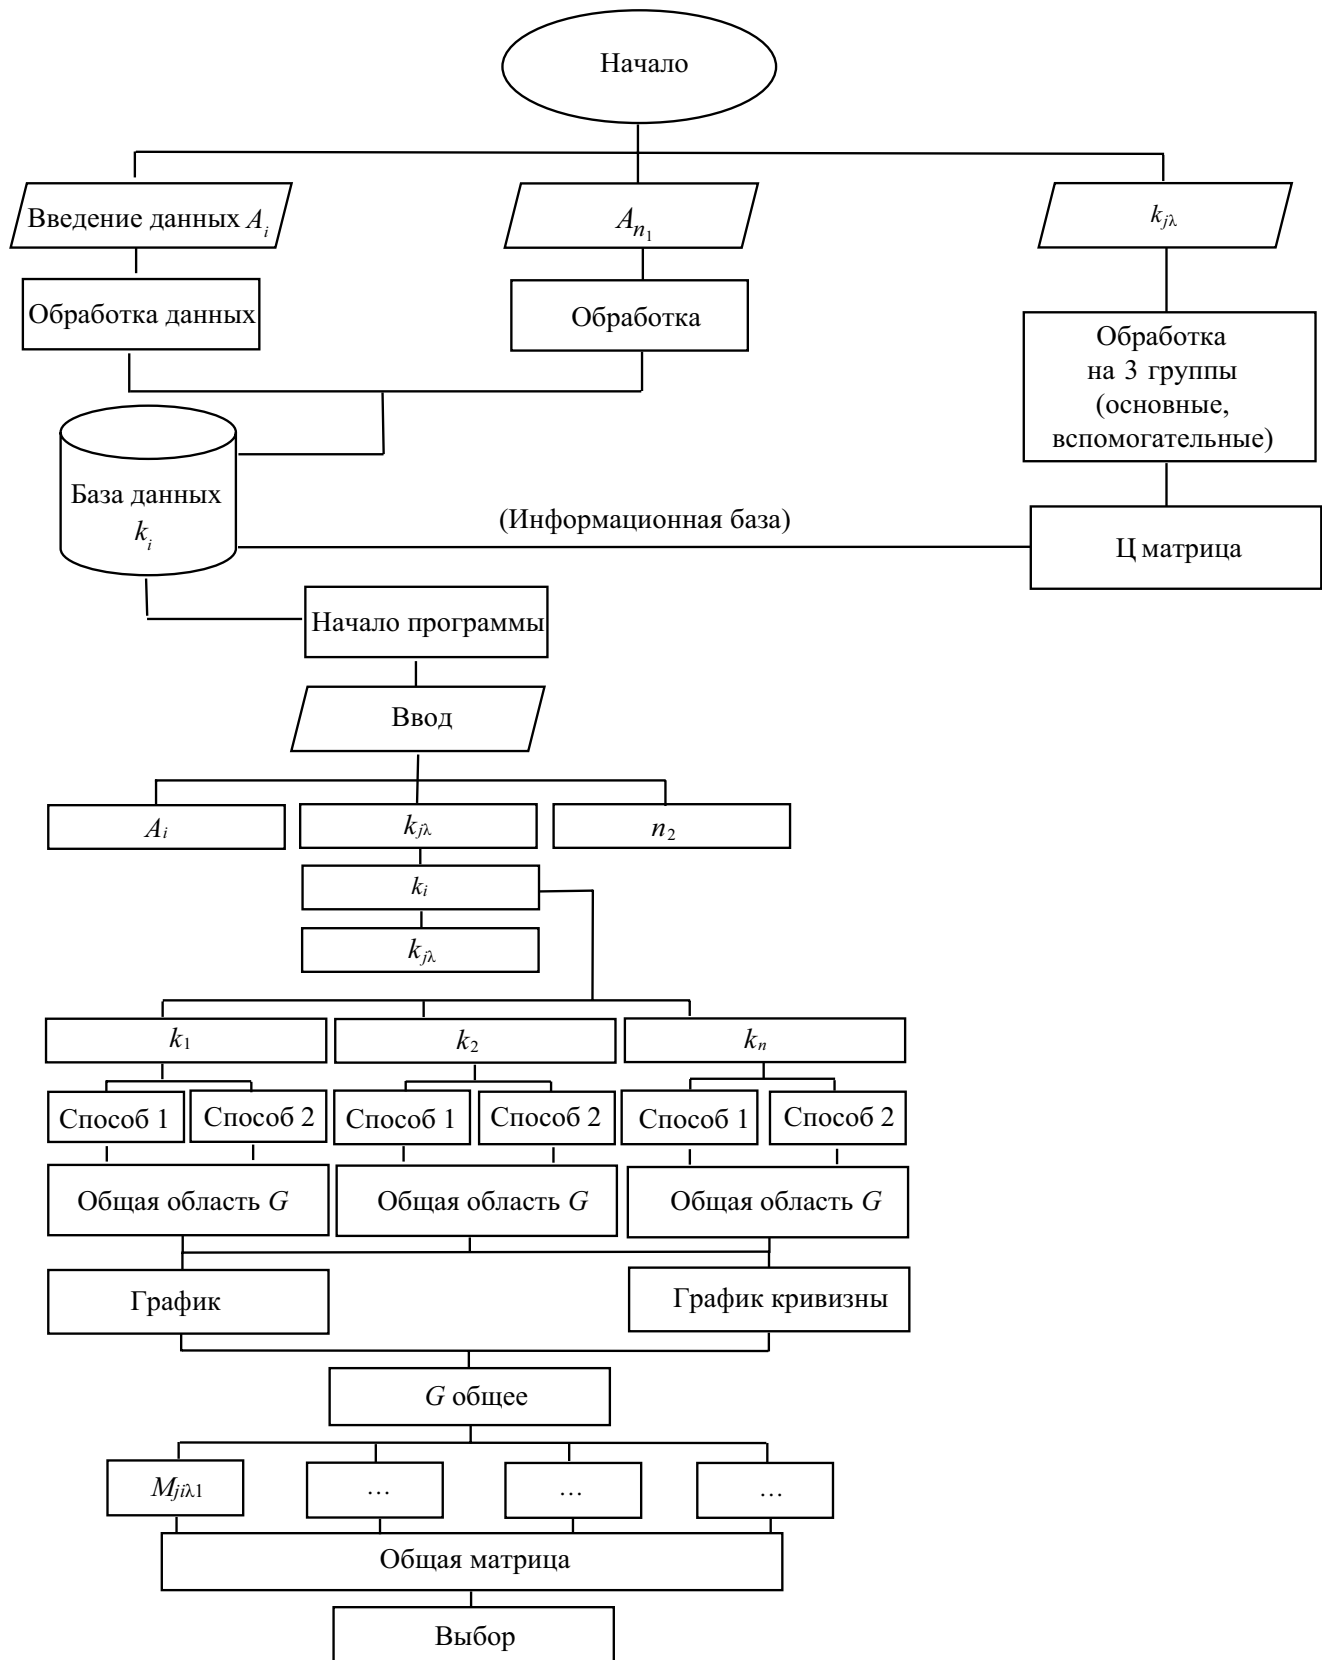 Начало
Введение данных A_i
A_{n_1}
k_{jλ}
Обработка данных
Обработка
Обработка
на 3 группы
(основные,
вспомогательные)
База данных
k_i
(Информационная база)
Ц матрица
Начало программы
Ввод
A_i
k_{jλ}
n_2
k_i
k_{jλ}
k_1
k_2
k_n
Способ 1
Способ 2
Способ 1
Способ 2
Способ 1
Способ 2
Общая область G
Общая область G
Общая область G
График
График кривизны
G общее
M_{jiλ1}
...
...
...
Общая матрица
Выбор